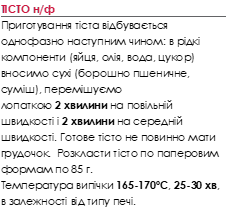 ТІСТО н/ф
Приготування тіста відбувається
однофазно наступним чином: в рідкі
компоненти (яйця, олія, вода, цукор)
вносимо сухі (борошно пшеничне,
суміш), перемішуємо
лопаткою 2 хвилини на повільній
швидкості і 2 хвилини на середній
швидкості. Готове тісто не повинно мати
грудочок. Розкласти тісто по паперовим
формам по 85 г.
Температура випічки 165-170°С, 25-30 хв,
в залежності від типу печі.